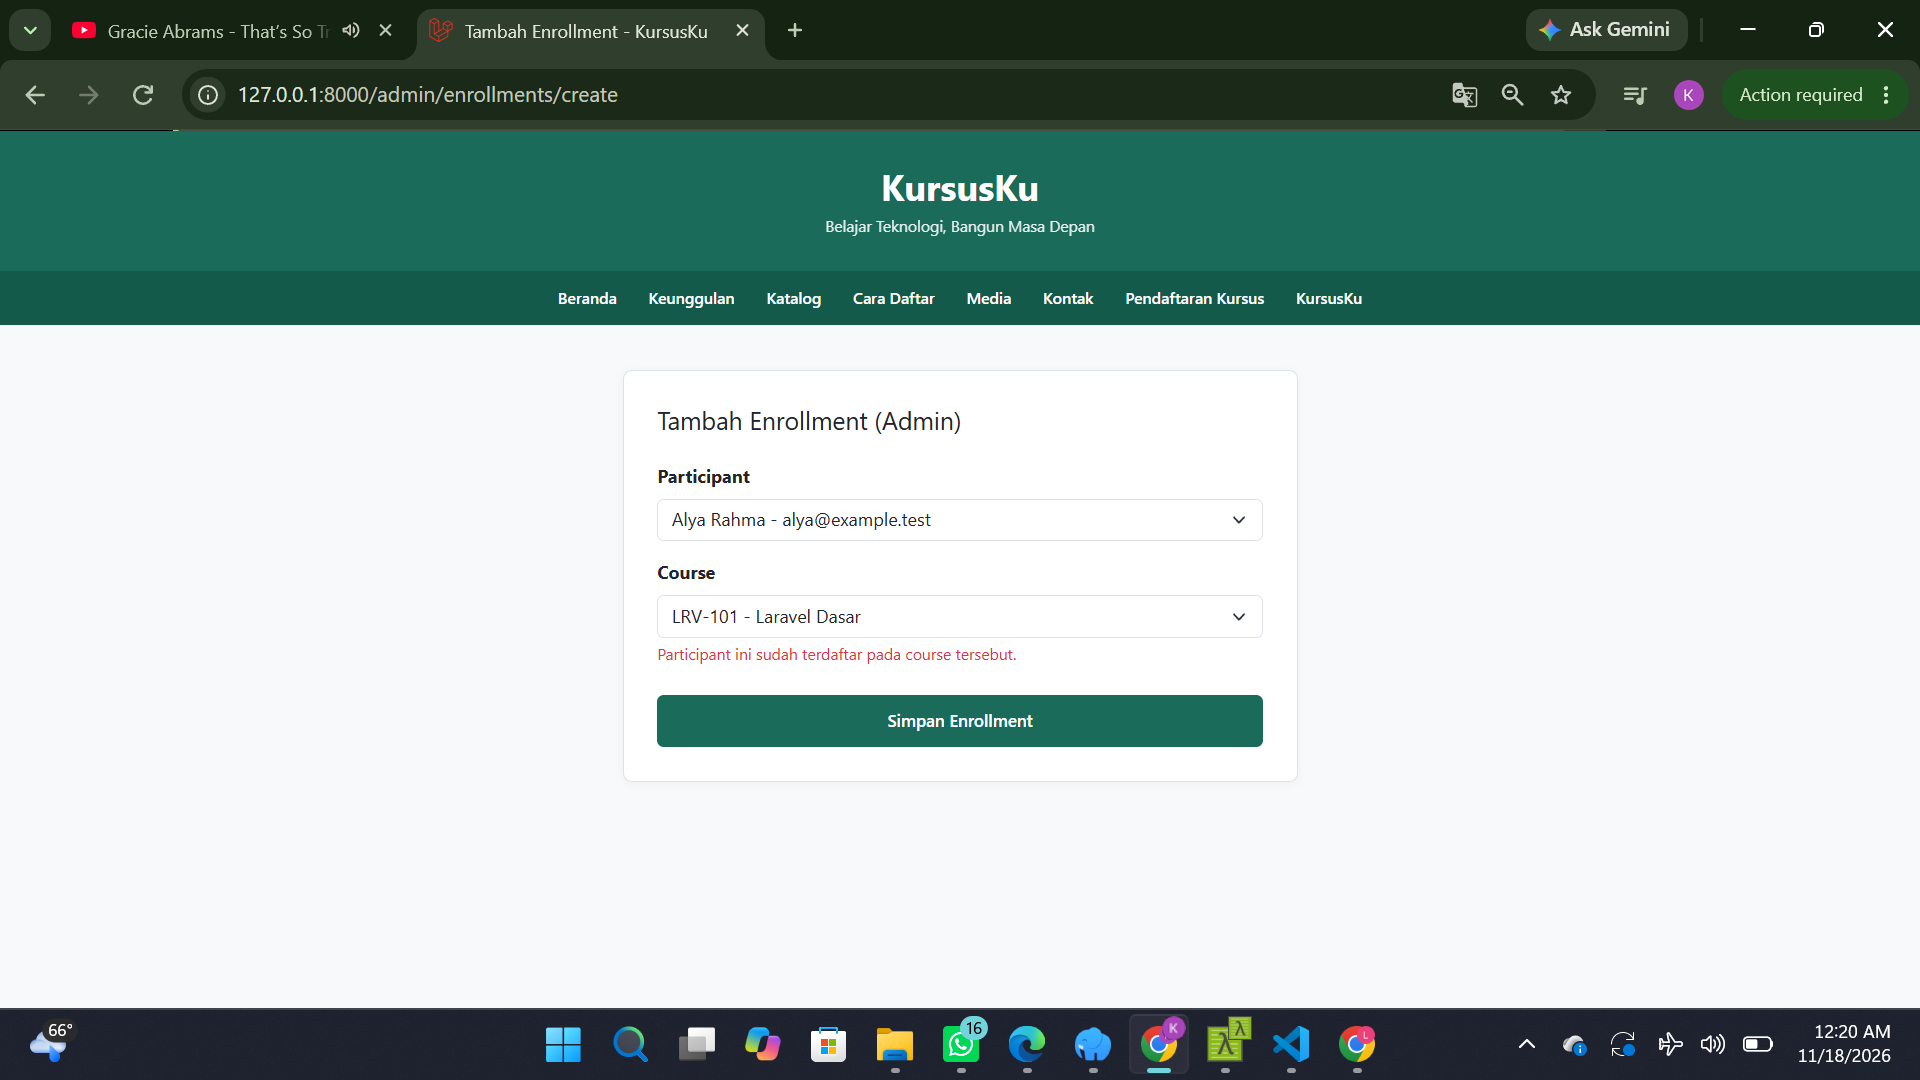 Gracie Abrams - That's So Tr
Tambah Enrollment - KursusKu
Ask Gemini
127.0.0.1:8000/admin/enrollments/create
K
Action required
KursusKu
Belajar Teknologi, Bangun Masa Depan
Beranda Keunggulan Katalog Cara Daftar Media Kontak Pendaftaran Kursus KursusKu
Tambah Enrollment (Admin)
Participant
Alya Rahma - alya@example.test
Course
LRV-101 - Laravel Dasar
Participant ini sudah terdaftar pada course tersebut.
Simpan Enrollment
66°
16
K
λ
λ
L
12:20 AM
11/18/2026